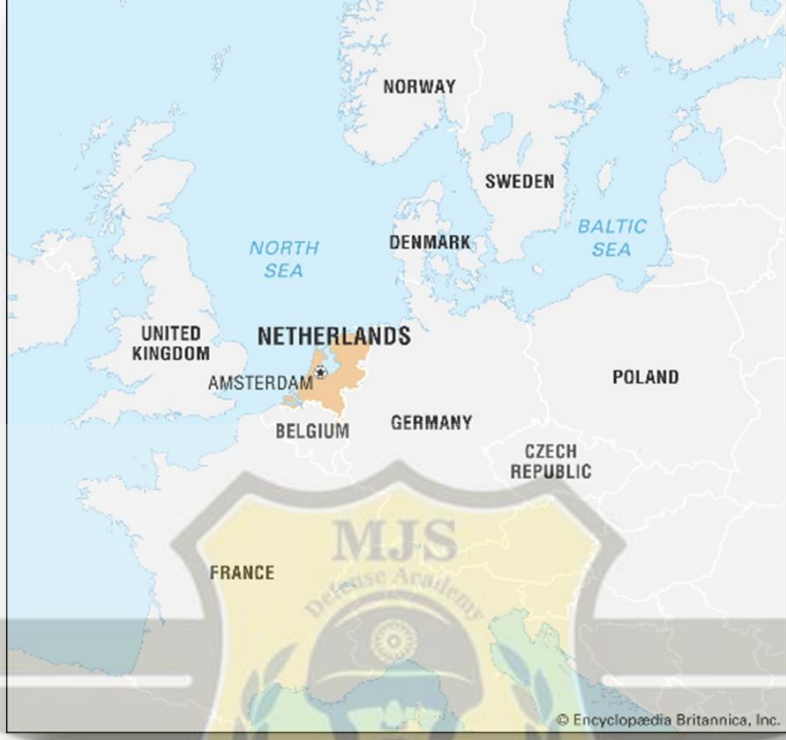 NORWAY
SWEDEN
BALTIC
SEA
DENMARK
NORTH
SEA
NETHERLANDS
UNITED
KINGDOM
AMSTERDAM
POLAND
GERMANY
BELGIUM
CZECH
REPUBLIC
MJS
Defense Academy
FRANCE
© Encyclopædia Britannica, Inc.